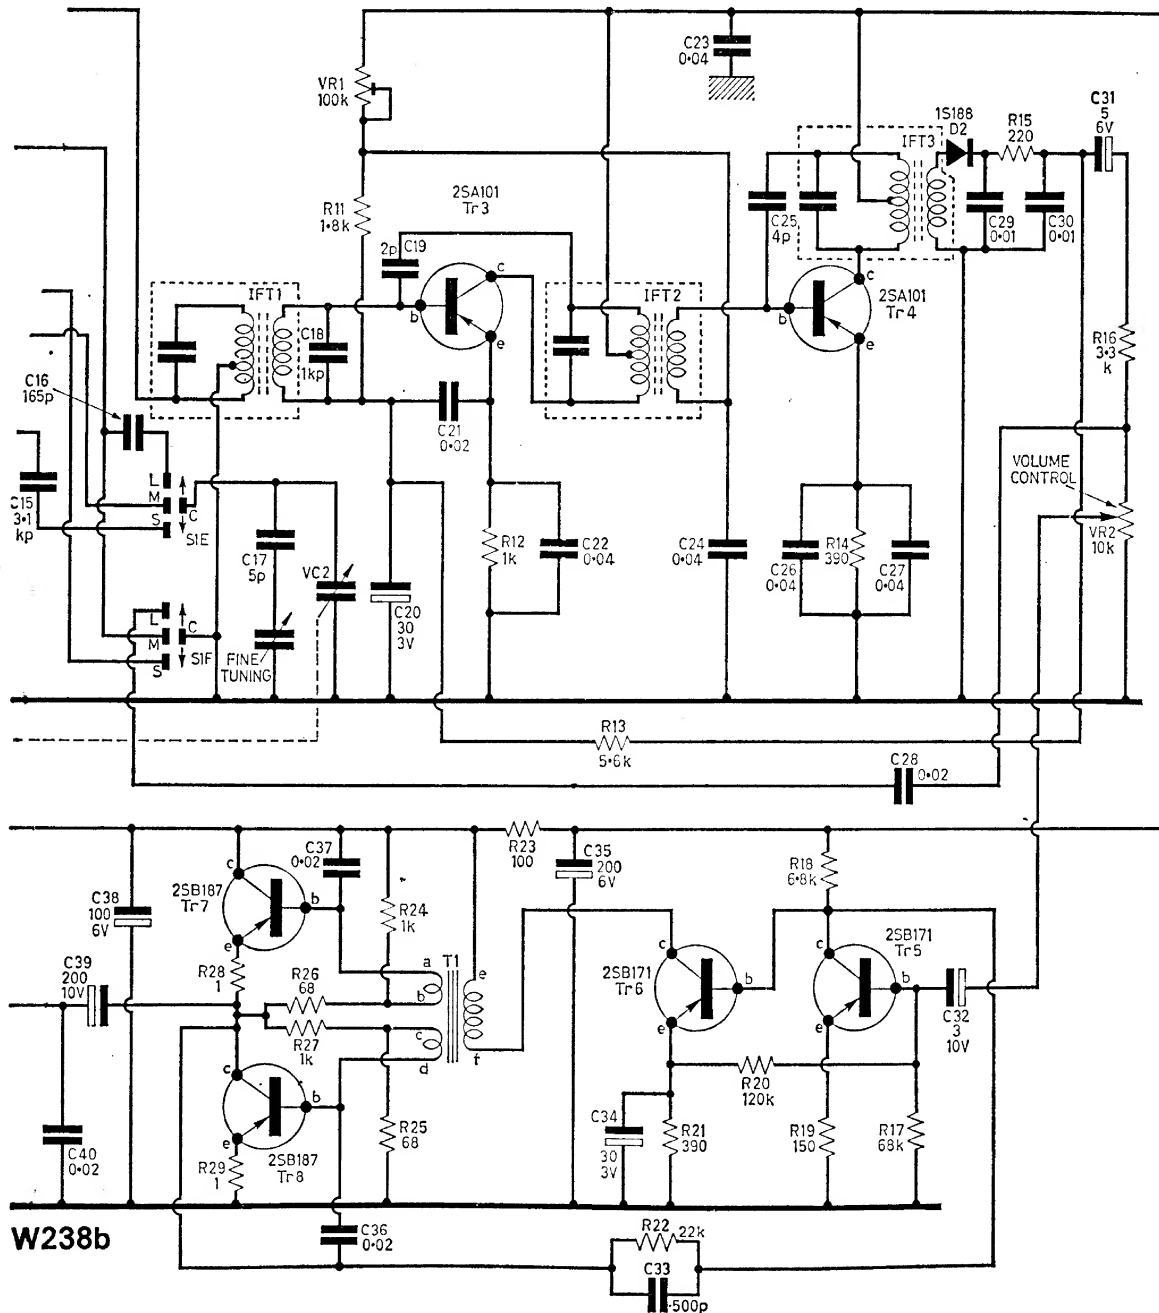 C23
0·04
VR1
100k
C31
5
6V
1S188
D2
R15
220
IFT3
2SA101
Tr3
R11
1·8k
2p C19
C25
4p
C29
0·01
C30
0·01
IFT1
c
b
e
IFT2
c
b
e
2SA101
Tr4
C18
1kp
R16
3·3
k
C16
165p
C21
0·02
VOLUME
CONTROL
L
M
S
C
S1E
C15
3·1
kp
C17
5p
VC2
R12
1k
C22
0·04
C24
0·04
C26
0·04
R14
390
C27
0·04
VR2
10k
C20
30
3V
L
M
S
C
S1F
FINE
TUNING
R13
5·6k
C28
0·02
C37
0·02
R23
100
C35
200
6V
R18
6·8k
c
2SB187
Tr7
b
e
C38
100
6V
R24
1k
C39
200
10V
R28
1
R26
68
a
b
T1
e
c
2SB171
Tr6
b
e
c
2SB171
Tr5
b
e
C32
3
10V
R27
1k
c
d
f
R20
120k
c
b
e
2SB187
Tr8
R25
68
C34
30
3V
R21
390
R19
150
R17
68k
C40
0·02
R29
1
W238b
C36
0·02
R22
22k
C33
·500p